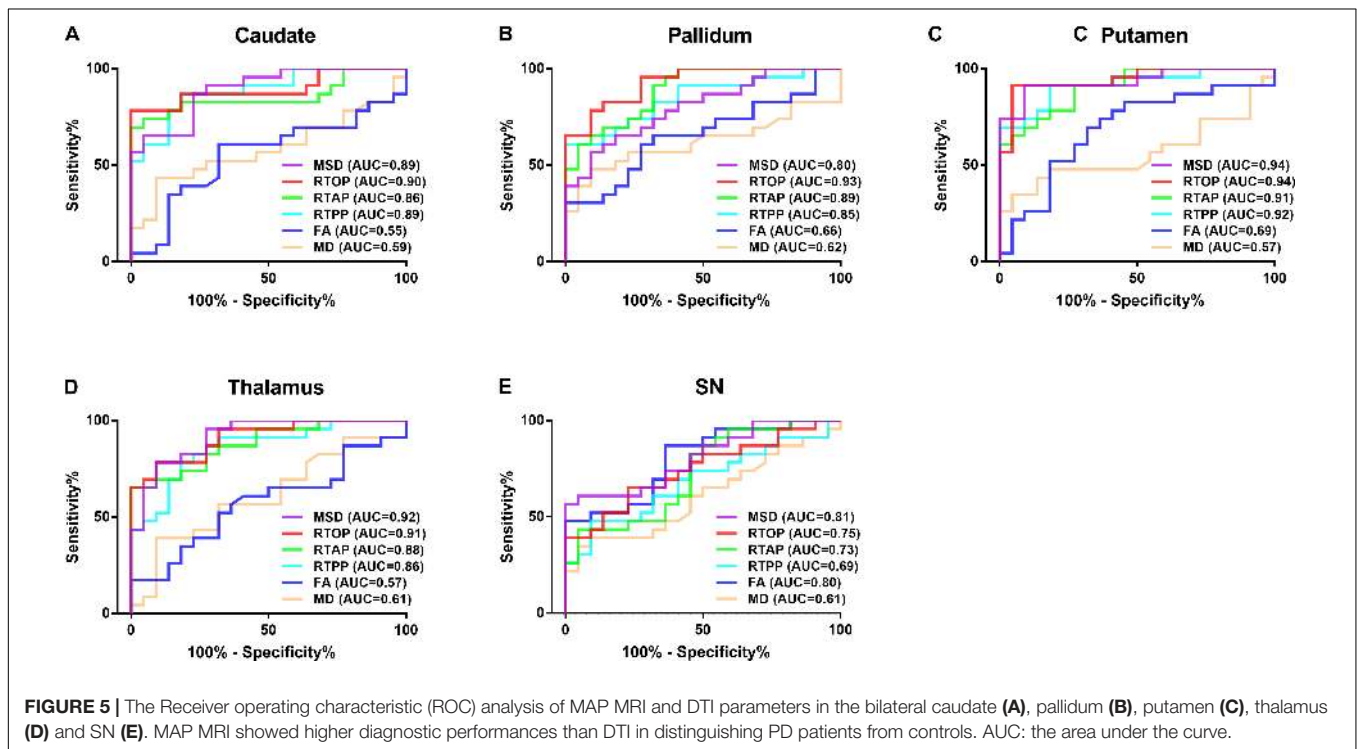 A
Caudate
Sensitivity%
100
50
0
MSD (AUC=0.89)
RTOP (AUC=0.90)
RTAP (AUC=0.86)
RTPP (AUC=0.89)
FA (AUC=0.55)
MD (AUC=0.59)
0 50 100
100% - Specificity%
B
Pallidum
Sensitivity%
100
50
0
MSD (AUC=0.80)
RTOP (AUC=0.93)
RTAP (AUC=0.89)
RTPP (AUC=0.85)
FA (AUC=0.66)
MD (AUC=0.62)
0 50 100
100% - Specificity%
C
C Putamen
Sensitivity%
100
50
0
MSD (AUC=0.94)
RTOP (AUC=0.94)
RTAP (AUC=0.91)
RTPP (AUC=0.92)
FA (AUC=0.69)
MD (AUC=0.57)
0 50 100
100% - Specificity%
D
Thalamus
Sensitivity%
100
50
0
MSD (AUC=0.92)
RTOP (AUC=0.91)
RTAP (AUC=0.88)
RTPP (AUC=0.86)
FA (AUC=0.57)
MD (AUC=0.61)
0 50 100
100% - Specificity%
E
SN
Sensitivity%
100
50
0
MSD (AUC=0.81)
RTOP (AUC=0.75)
RTAP (AUC=0.73)
RTPP (AUC=0.69)
FA (AUC=0.80)
MD (AUC=0.61)
0 50 100
100% - Specificity%
FIGURE 5 | The Receiver operating characteristic (ROC) analysis of MAP MRI and DTI parameters in the bilateral caudate (A), pallidum (B), putamen (C), thalamus
(D) and SN (E). MAP MRI showed higher diagnostic performances than DTI in distinguishing PD patients from controls. AUC: the area under the curve.